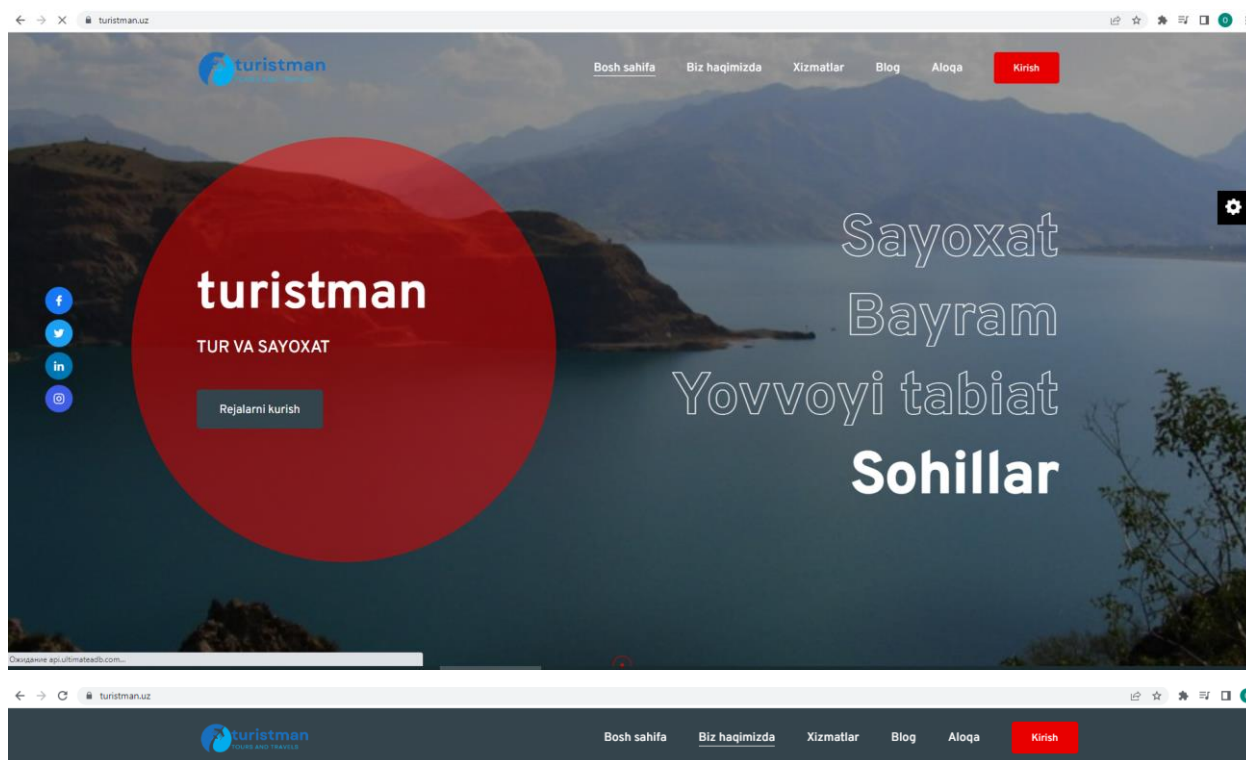 turistman.uz
turistman
Bosh sahifa Biz haqimizda Xizmatlar Blog Aloqa Kirish
turistman
TUR VA SAYOXAT
Rejalarni kurish
Sayoxat
Bayram
Yovvoyi tabiat
Sohillar
Ожидание api.ultimateadb.com...
turistman.uz
turistman
TOURS AND TRAVELS
Bosh sahifa Biz haqimizda Xizmatlar Blog Aloqa Kirish